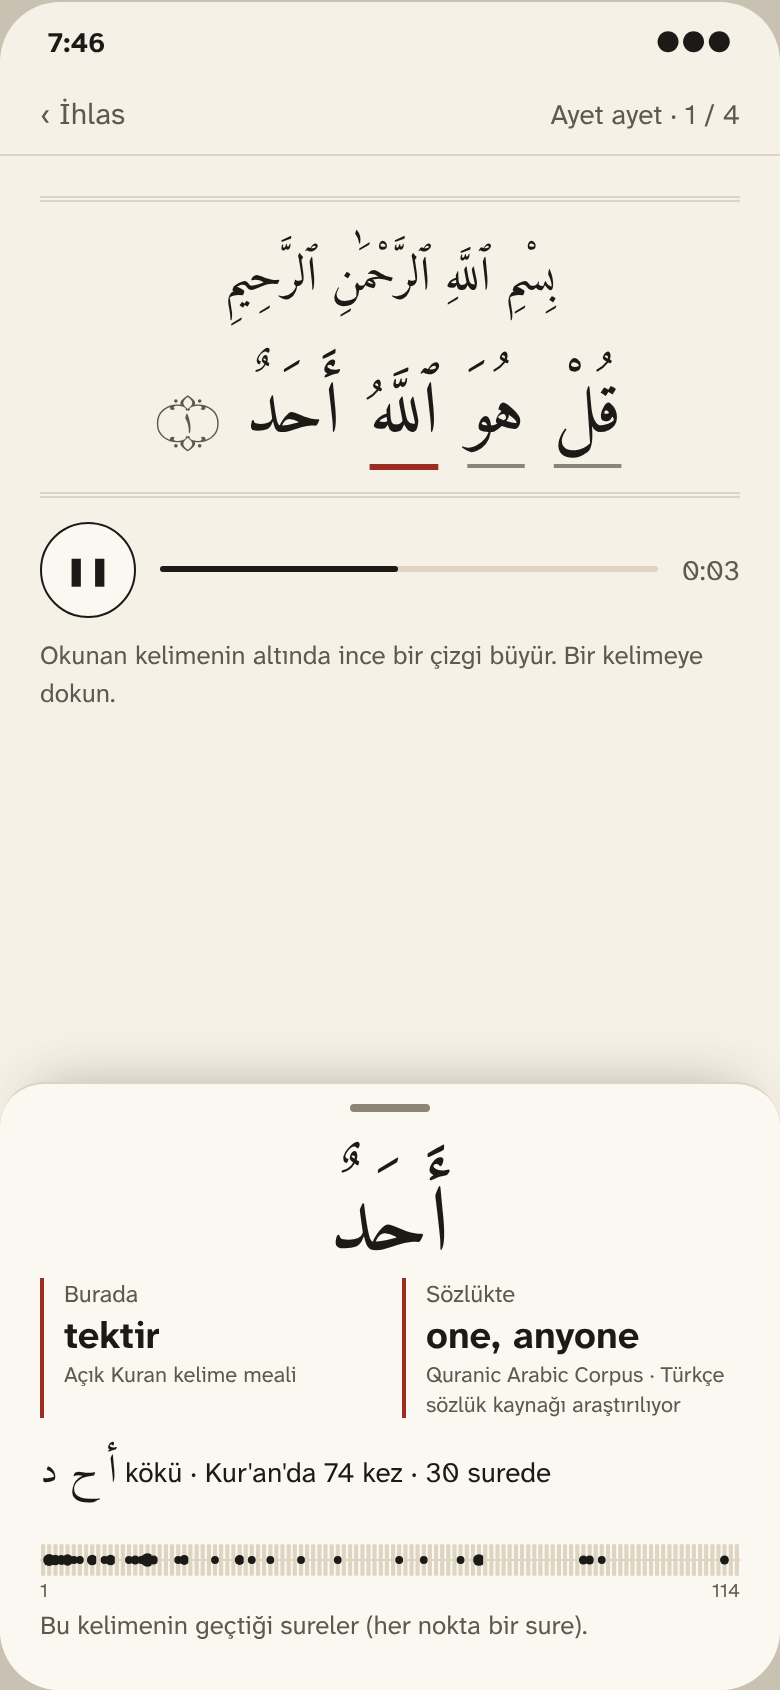 7:46
‹ İhlas
Ayet ayet · 1 / 4
بِسْمِ ٱللَّهِ ٱلرَّحْمَٰنِ ٱلرَّحِيمِ
قُلْ هُوَ ٱللَّهُ أَحَدٌ ١
0:03
Okunan kelimenin altında ince bir çizgi büyür. Bir kelimeye
dokun.
أَحَدٌ
Burada
tektir
Açık Kuran kelime meali
Sözlükte
one, anyone
Quranic Arabic Corpus · Türkçe
sözlük kaynağı araştırılıyor
أ ح د kökü · Kur'an'da 74 kez · 30 surede
1
114
Bu kelimenin geçtiği sureler (her nokta bir sure).